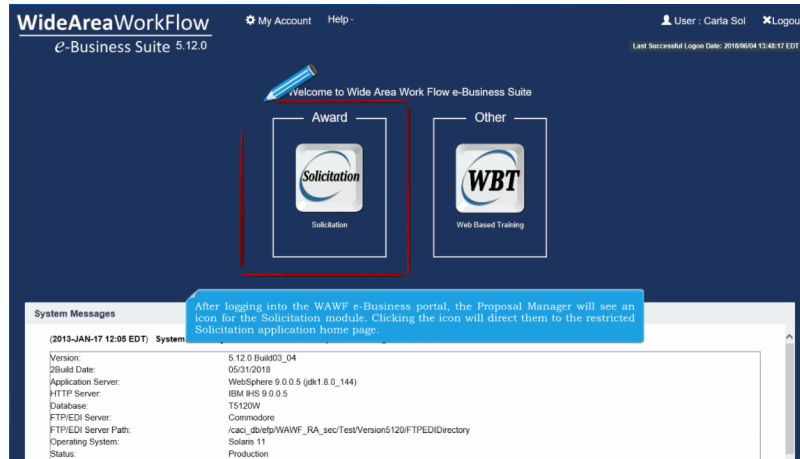 WideAreaWorkFlow
My Account Help
User : Carla Sol Logou
e-Business Suite 5.12.0
Last Successful Logon Date: 2018/06/04 13:48:17 EDT
Welcome to Wide Area Work Flow e-Business Suite
Award
Other
Solicitation
WBT
Solicitation
Web Based Training
After logging into the WAWF e-Business portal, the Proposal Manager will see an
icon for the Solicitation module. Clicking the icon will direct them to the restricted
Solicitation application home page.
System Messages
(2013-JAN-17 12:05 EDT) System
Version: 5.12.0 Build03_04
2Build Date: 05/31/2018
Application Server: WebSphere 9.0.0.5 (jdk1.8.0_144)
HTTP Server: IBM IHS 9.0.0.5
Database: T5120W
FTP/EDI Server: Commodore
FTP/EDI Server Path: /caci_db/efp/WAWF_RA_sec/Test/Version5120/FTPEDIDirectory
Operating System: Solaris 11
Status: Production